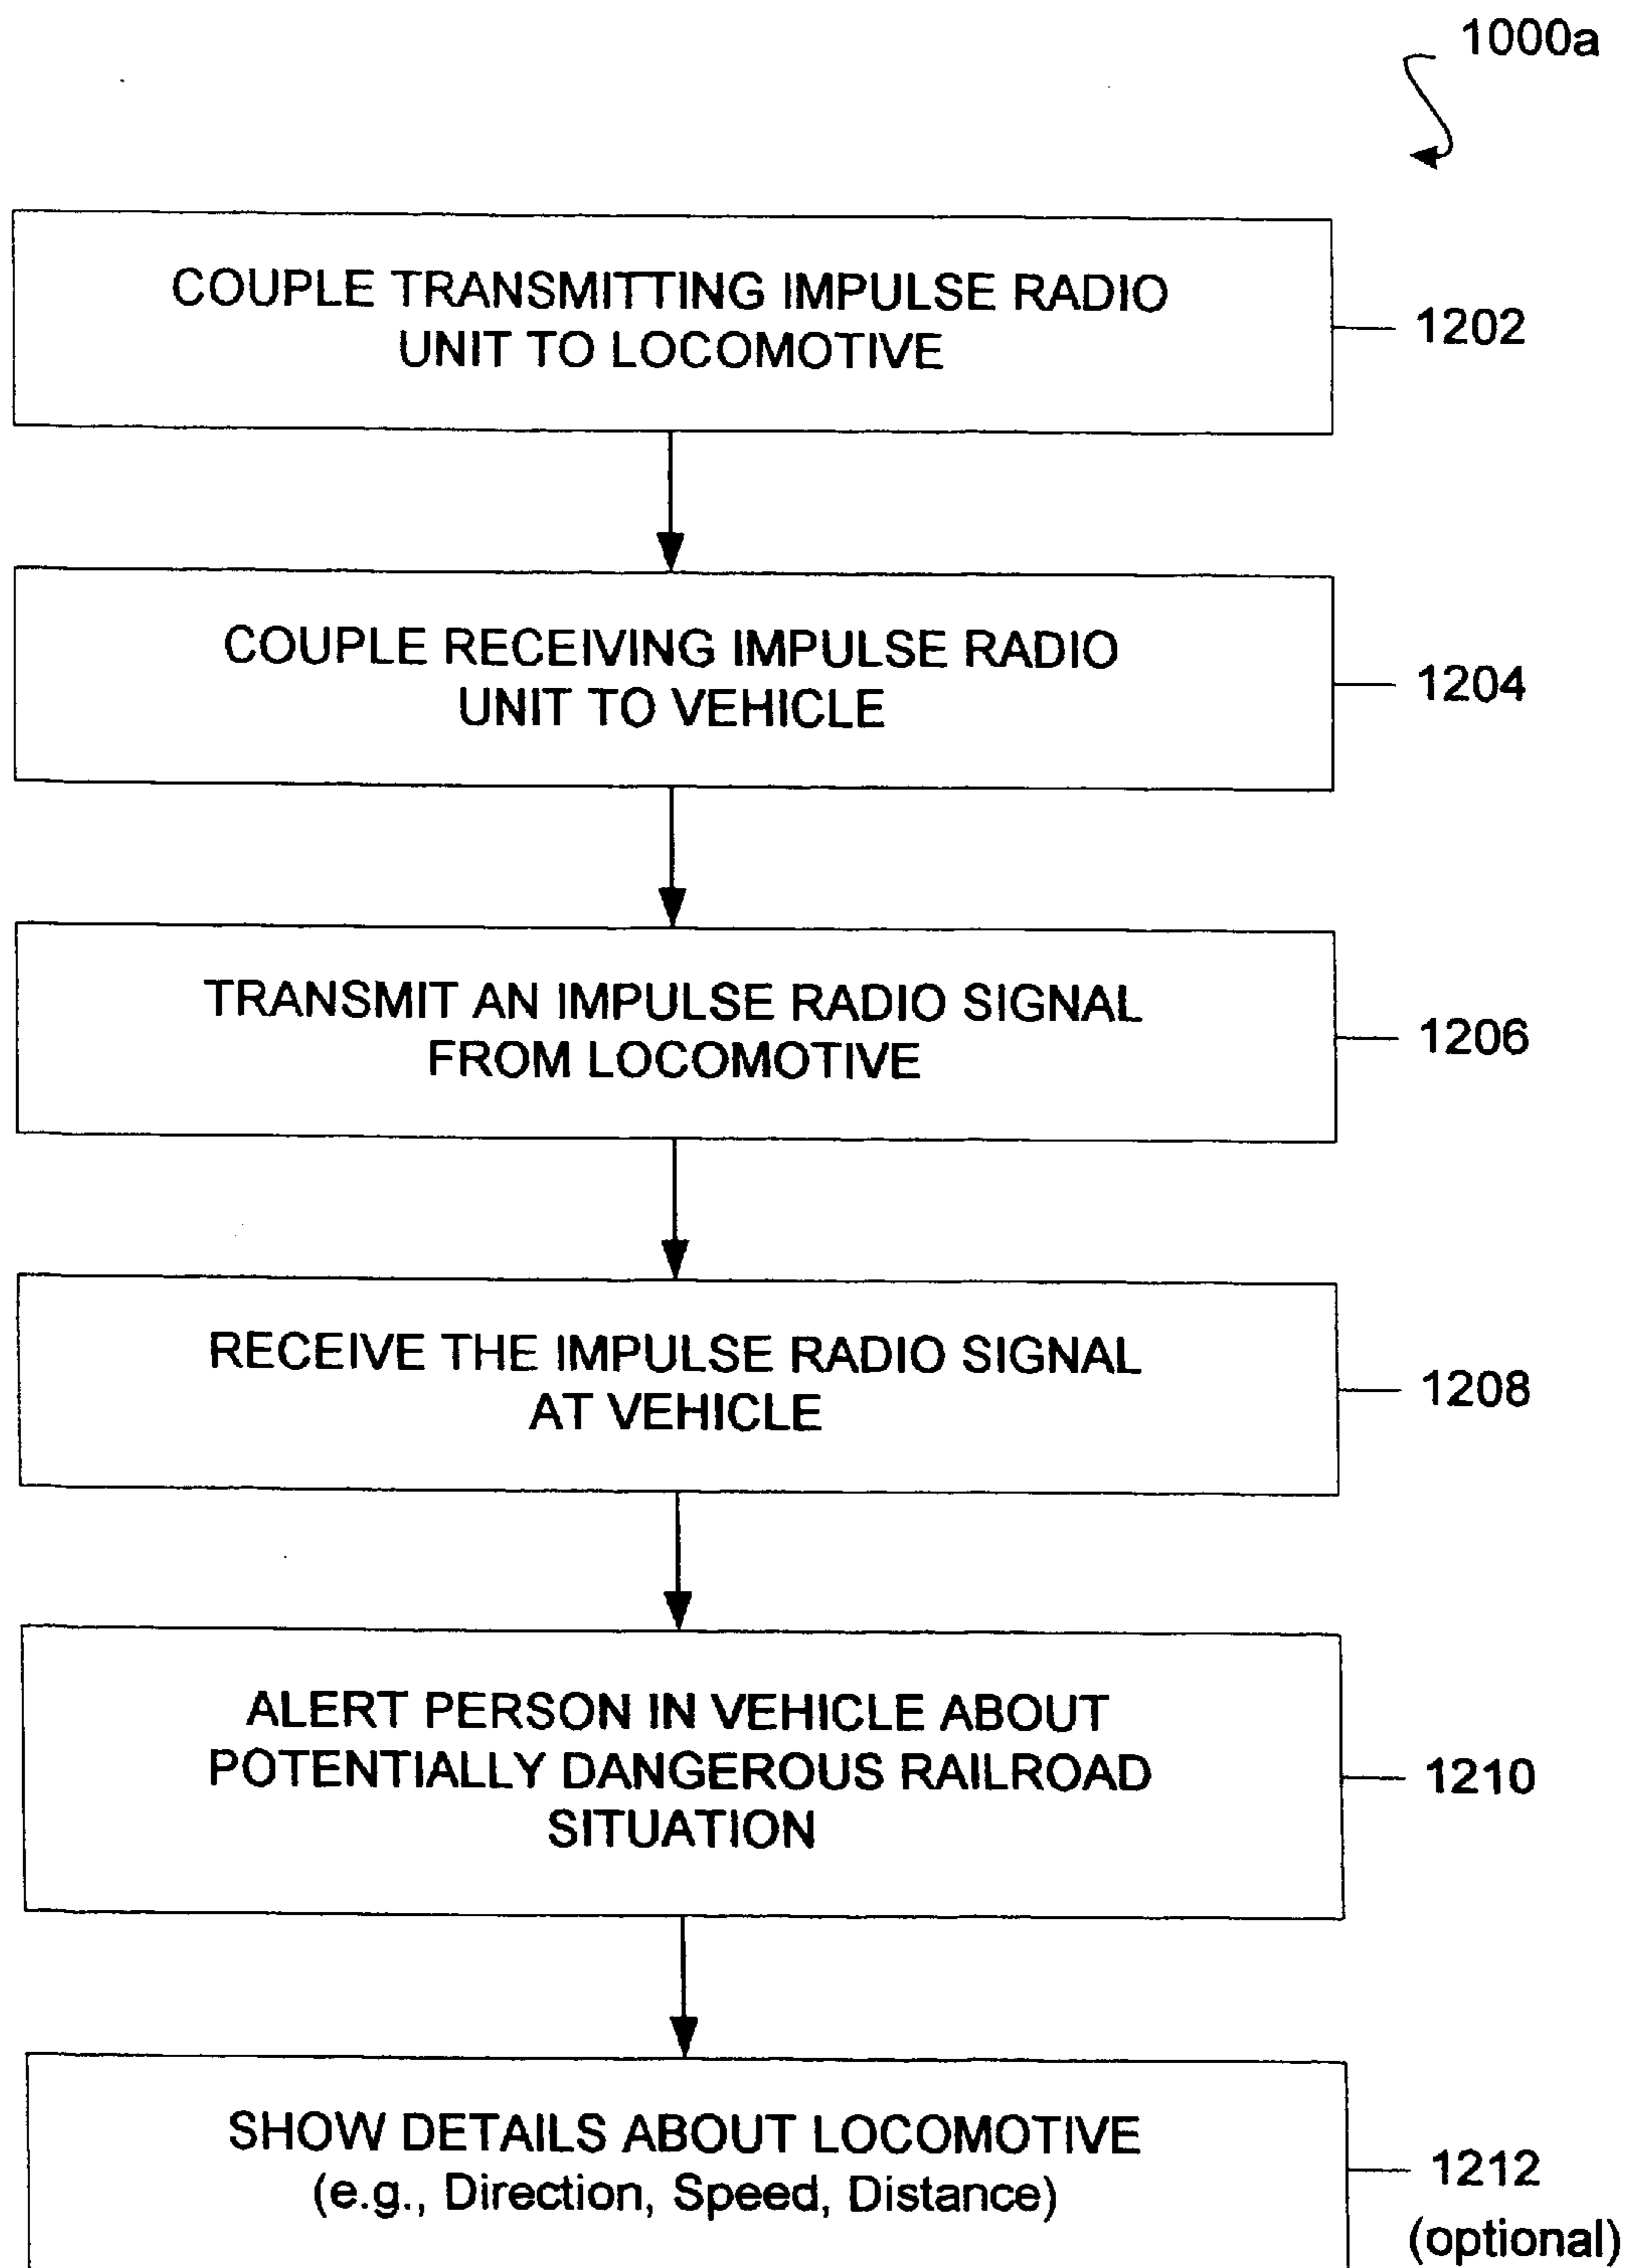 1000a
COUPLE TRANSMITTING IMPULSE RADIO
UNIT TO LOCOMOTIVE
1202
COUPLE RECEIVING IMPULSE RADIO
UNIT TO VEHICLE
1204
TRANSMIT AN IMPULSE RADIO SIGNAL
FROM LOCOMOTIVE
1206
RECEIVE THE IMPULSE RADIO SIGNAL
AT VEHICLE
1208
ALERT PERSON IN VEHICLE ABOUT
POTENTIALLY DANGEROUS RAILROAD
SITUATION
1210
SHOW DETAILS ABOUT LOCOMOTIVE
(e.g., Direction, Speed, Distance)
1212
(optional)